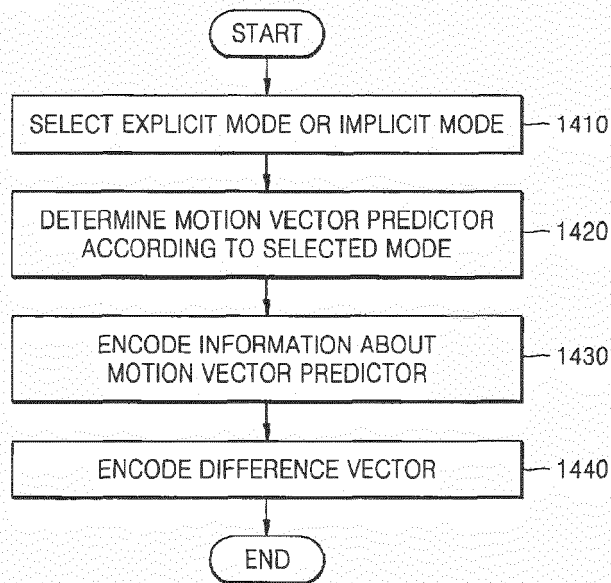 START
SELECT EXPLICIT MODE OR IMPLICIT MODE
1410
DETERMINE MOTION VECTOR PREDICTOR
ACCORDING TO SELECTED MODE
1420
ENCODE INFORMATION ABOUT
MOTION VECTOR PREDICTOR
1430
ENCODE DIFFERENCE VECTOR
1440
END